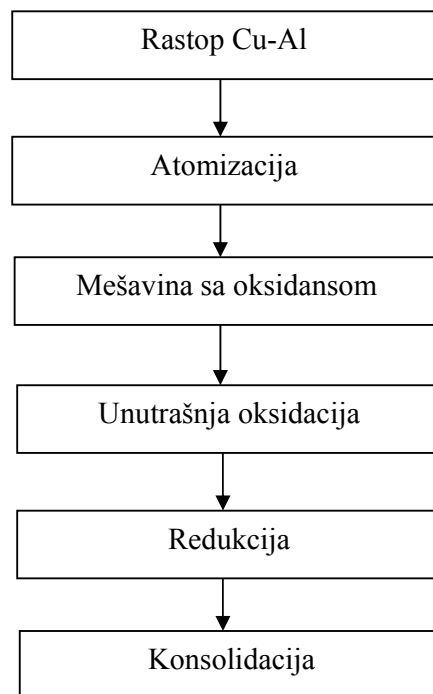 Rastop Cu-Al
Atomizacija
Mešavina sa oksidansom
Unutrašnja oksidacija
Redukcija
Konsolidacija